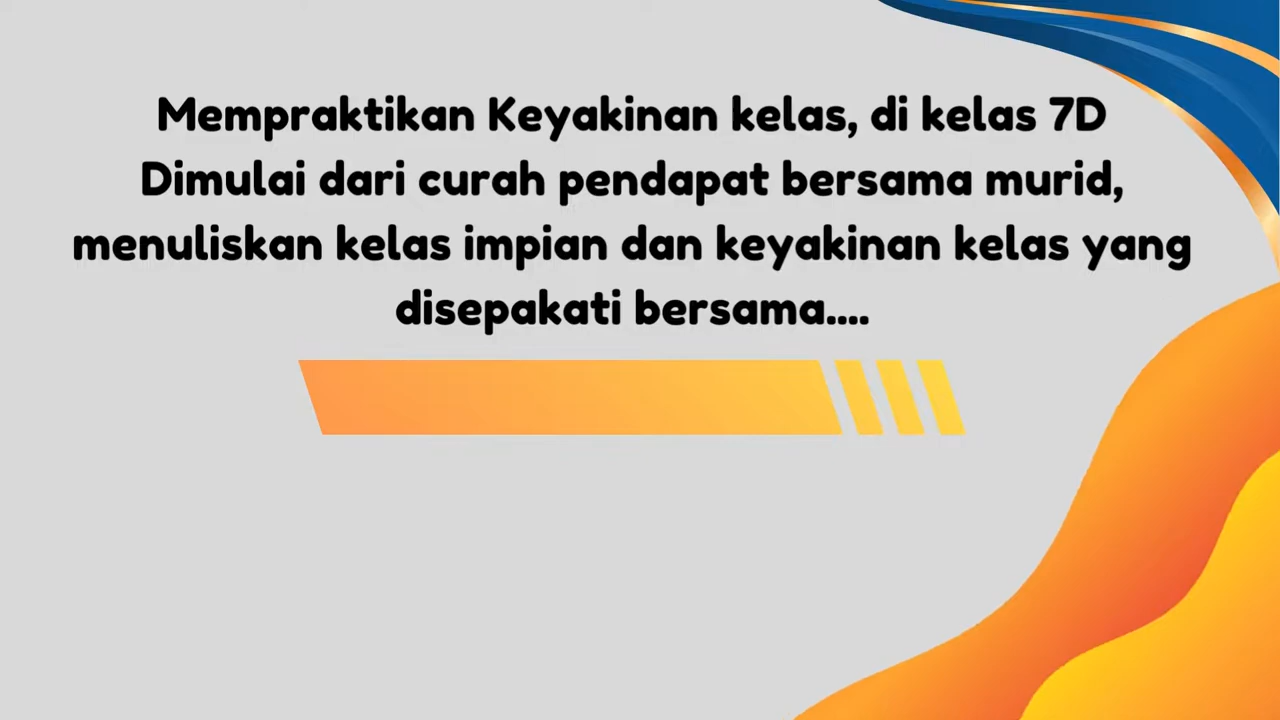 Mempraktikan Keyakinan kelas, di kelas 7D
Dimulai dari curah pendapat bersama murid,
menuliskan kelas impian dan keyakinan kelas yang
disepakati bersama....